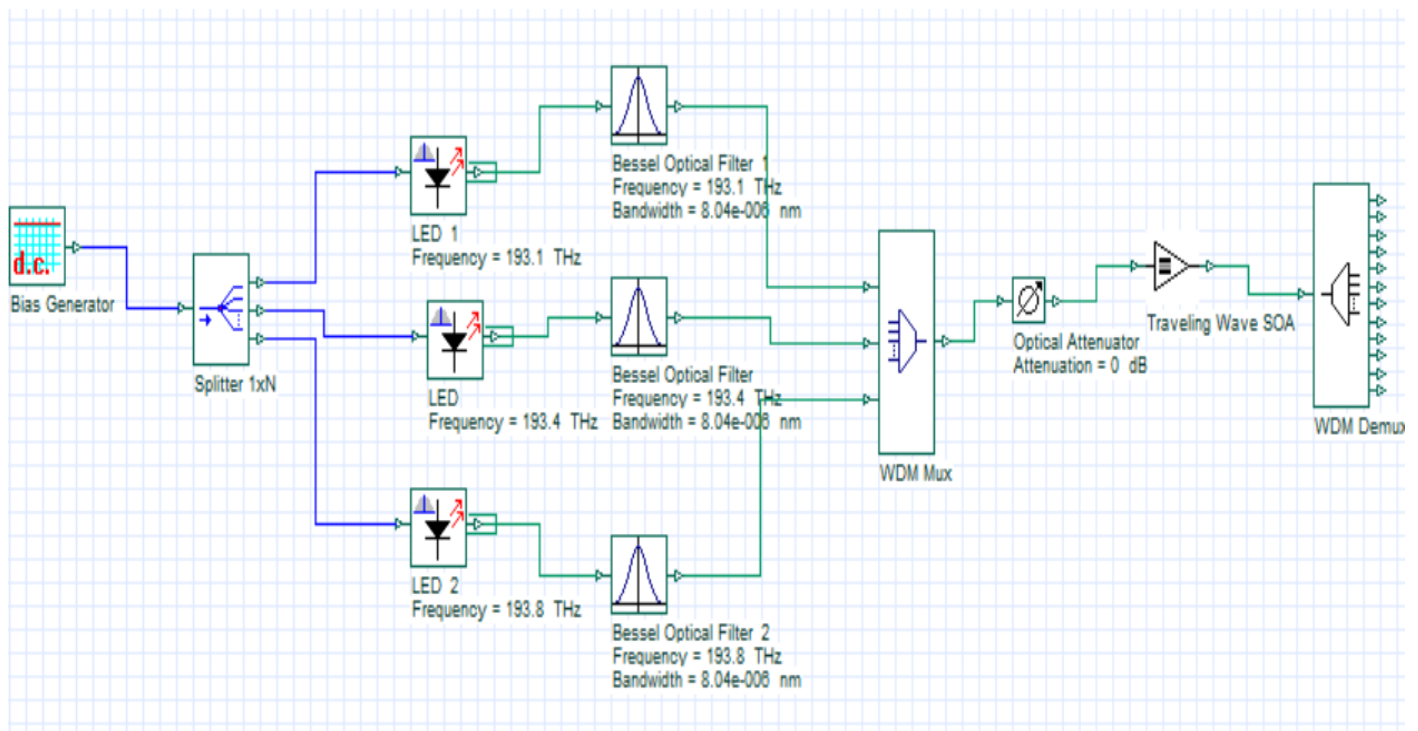 d.c.
Bias Generator
Splitter 1xN
LED 1
Frequency = 193.1 THz
LED
Frequency = 193.4 THz
LED 2
Frequency = 193.8 THz
Bessel Optical Filter 1
Frequency = 193.1 THz
Bandwidth = 8.04e-006 nm
Bessel Optical Filter
Frequency = 193.4 THz
Bandwidth = 8.04e-006 nm
Bessel Optical Filter 2
Frequency = 193.8 THz
Bandwidth = 8.04e-006 nm
WDM Mux
Optical Attenuator
Attenuation = 0 dB
Traveling Wave SOA
WDM Demux